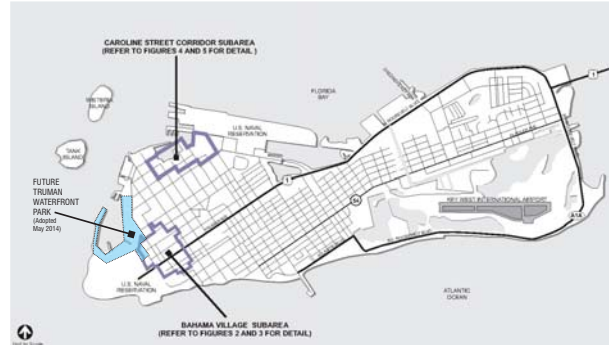 CAROLINE STREET CORRIDOR SUBAREA
(REFER TO FIGURES 4 AND 5 FOR DETAIL )
FLORIDA
BAY
1
U.S. NAVAL
RESERVATION
TANK
ISLAND
FUTURE
TRUMAN
WATERFRONT
PARK
(Adopted
May 2014)
1
KEY WEST INTERNATIONAL AIRPORT
A1A
U.S. NAVAL
RESERVATION
ATLANTIC
OCEAN
BAHAMA VILLAGE SUBAREA
(REFER TO FIGURES 2 AND 3 FOR DETAIL)